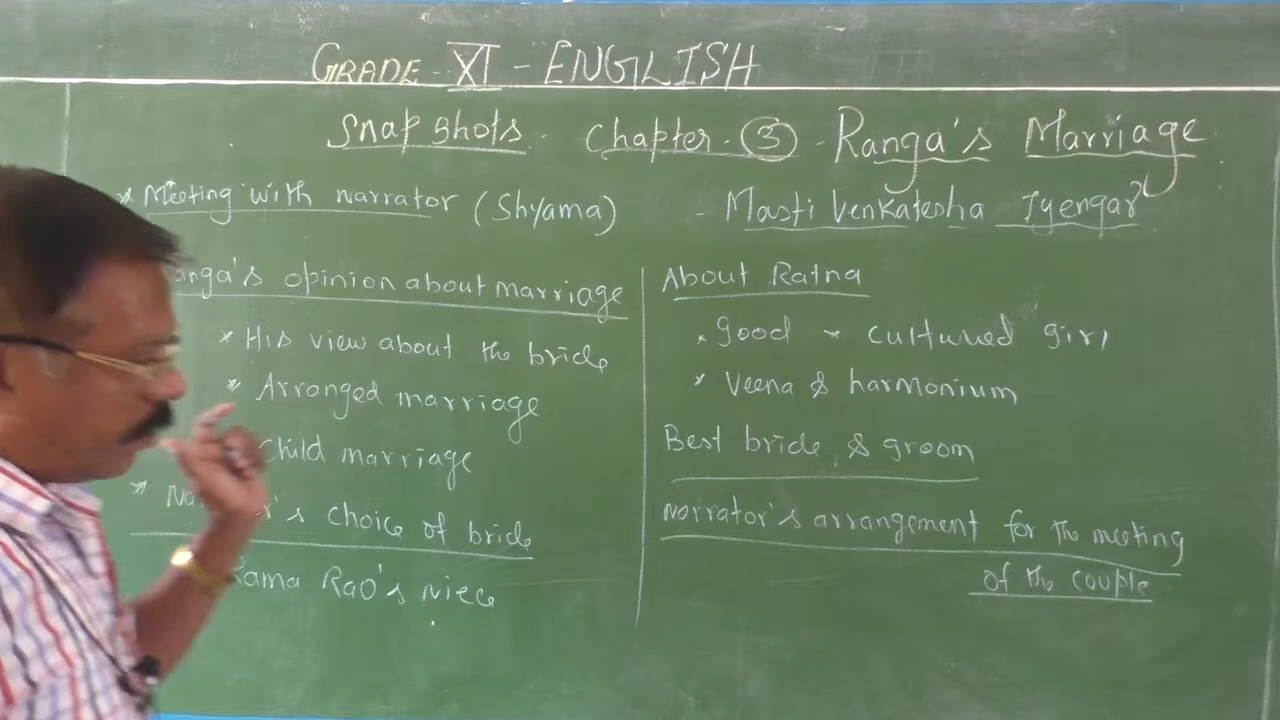 GRADE - XI - ENGLISH
Snapshots - Chapter - 3 - Ranga's Marriage
- Masti Venkatesha Iyengar
* Meeting with narrator (Shyama)
anga's opinion about marriage
* His view about the bride
* Arranged marriage
Child marriage
* Na r's choice of bride
Rama Rao's niece
About Ratna
* Good * cultured girl
* Veena & harmonium
Best bride & groom
Narrator's arrangement for the meeting
of the couple